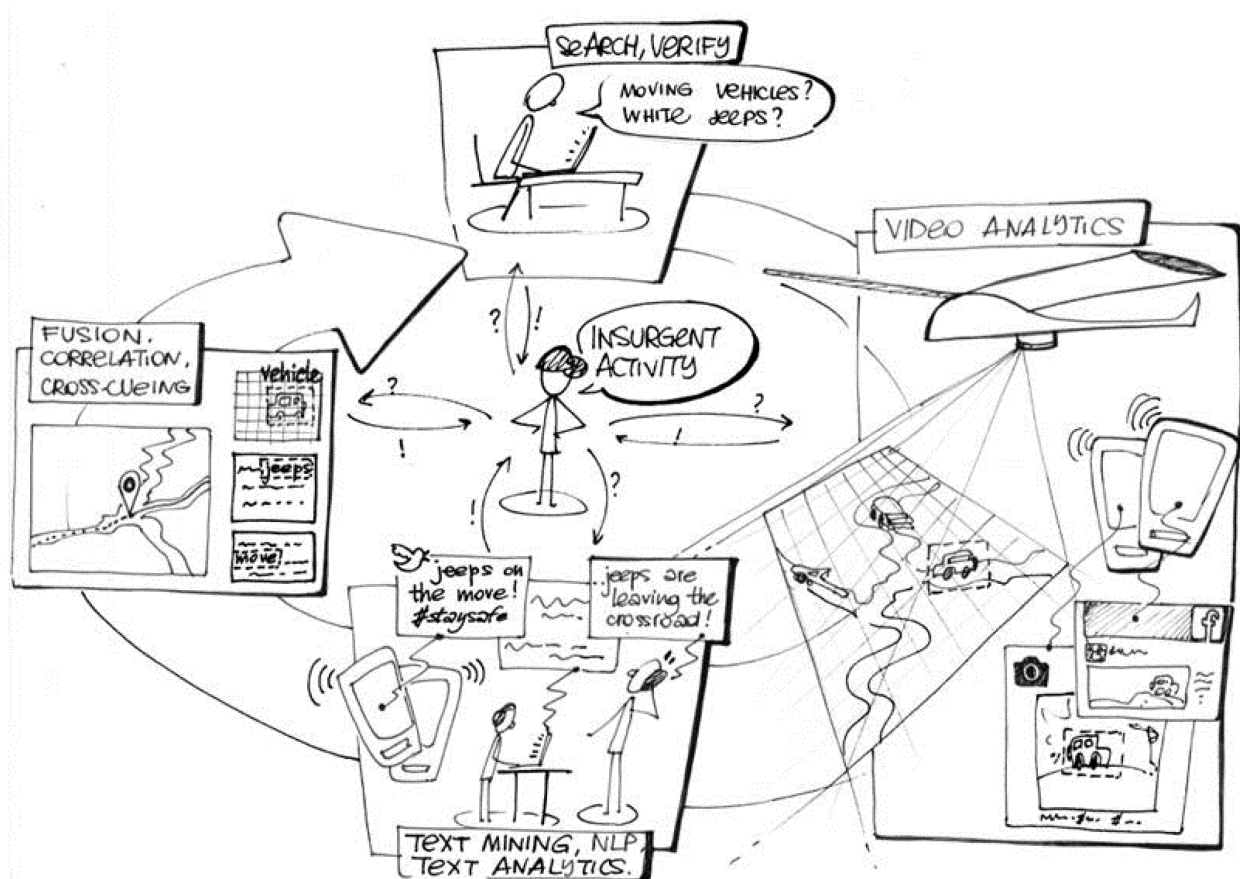 SEARCH, VERIFY
MOVING VEHICLES?
WHITE JEEPS?
VIDEO ANALYTICS
FUSION,
CORRELATION,
CROSS-CUEING
vehicle
jeeps
move
INSURGENT
ACTIVITY
?
!
?
!
?
!
!
?
jeeps on
the move!
#staysafe
jeeps are
leaving the
crossroad!
f
TEXT MINING, NLP,
TEXT ANALYTICS.